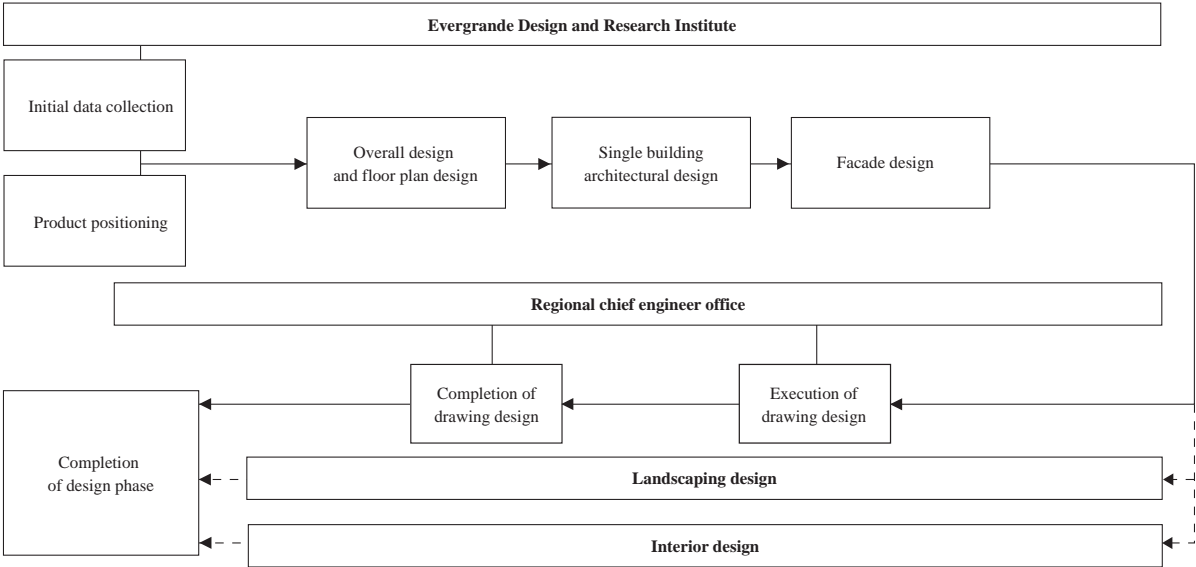 Evergrande Design and Research Institute
Initial data collection
Product positioning
Overall design
and floor plan design
Single building
architectural design
Facade design
Regional chief engineer office
Completion of
drawing design
Execution of
drawing design
Completion
of design phase
Landscaping design
Interior design